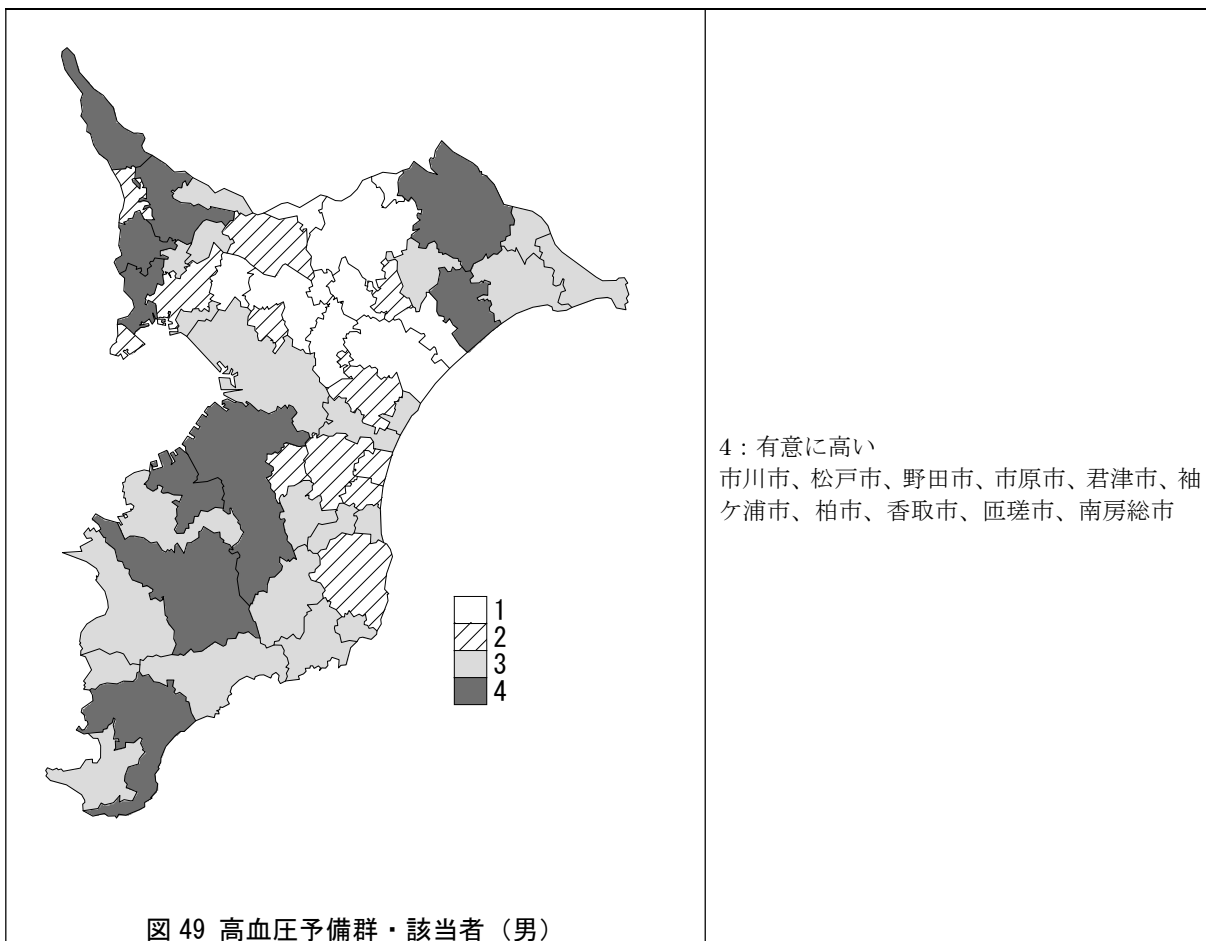 1
2
3
4
図 49 高血圧予備群・該当者（男）
4：有意に高い
市川市、松戸市、野田市、市原市、君津市、袖
ケ浦市、柏市、香取市、匝瑳市、南房総市